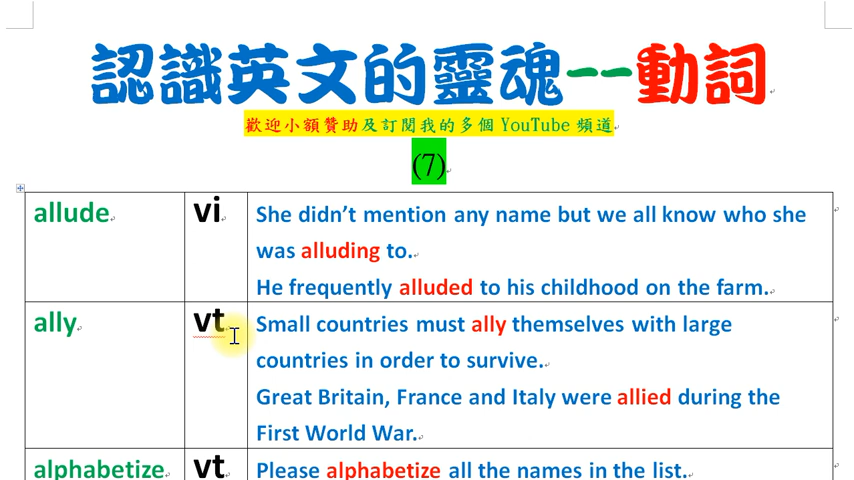 認識英文的靈魂--動詞
歡迎小額贊助及訂閱我的多個 YouTube 頻道
(7)
allude
vi
She didn't mention any name but we all know who she
was alluding to.
He frequently alluded to his childhood on the farm.
ally
vt
Small countries must ally themselves with large
countries in order to survive.
Great Britain, France and Italy were allied during the
First World War.
alphabetize
vt
Please alphabetize all the names in the list.